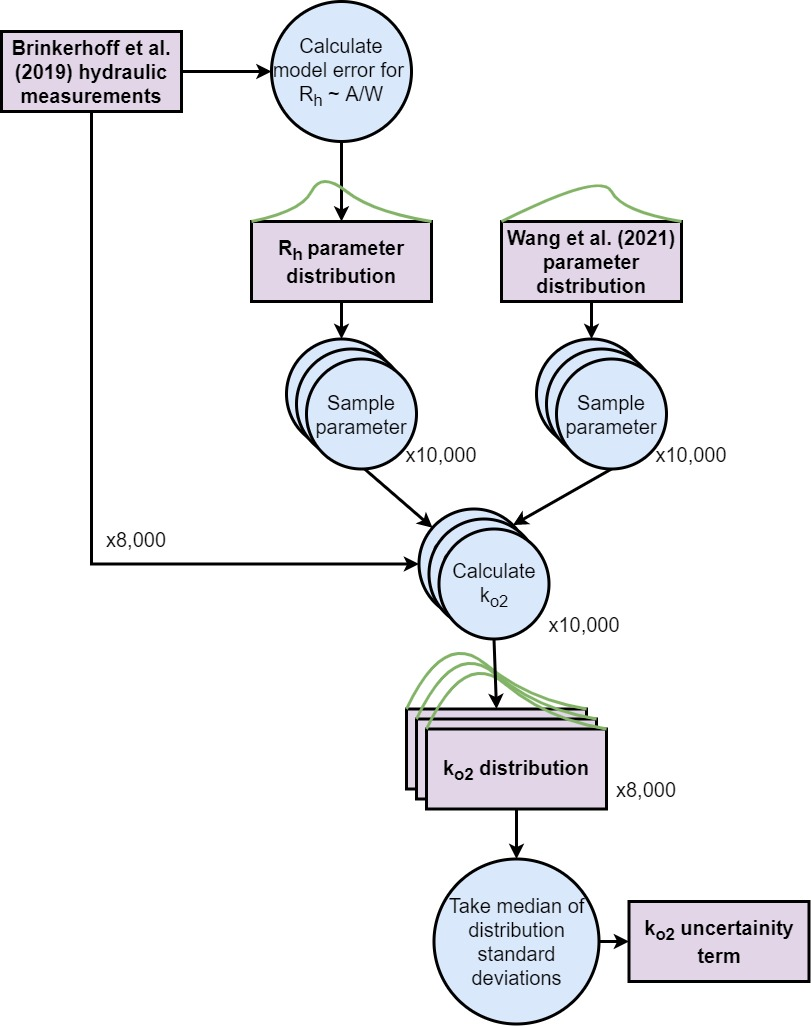 Brinkerhoff et al.
(2019) hydraulic
measurements
Calculate
model error for
Rh ~ A/W
Rh parameter
distribution
Wang et al. (2021)
parameter
distribution
Sample
parameter
x10,000
Sample
parameter
x10,000
x8,000
Calculate
ko2
x10,000
ko2 distribution
x8,000
Take median of
distribution
standard
deviations
ko2 uncertainity
term